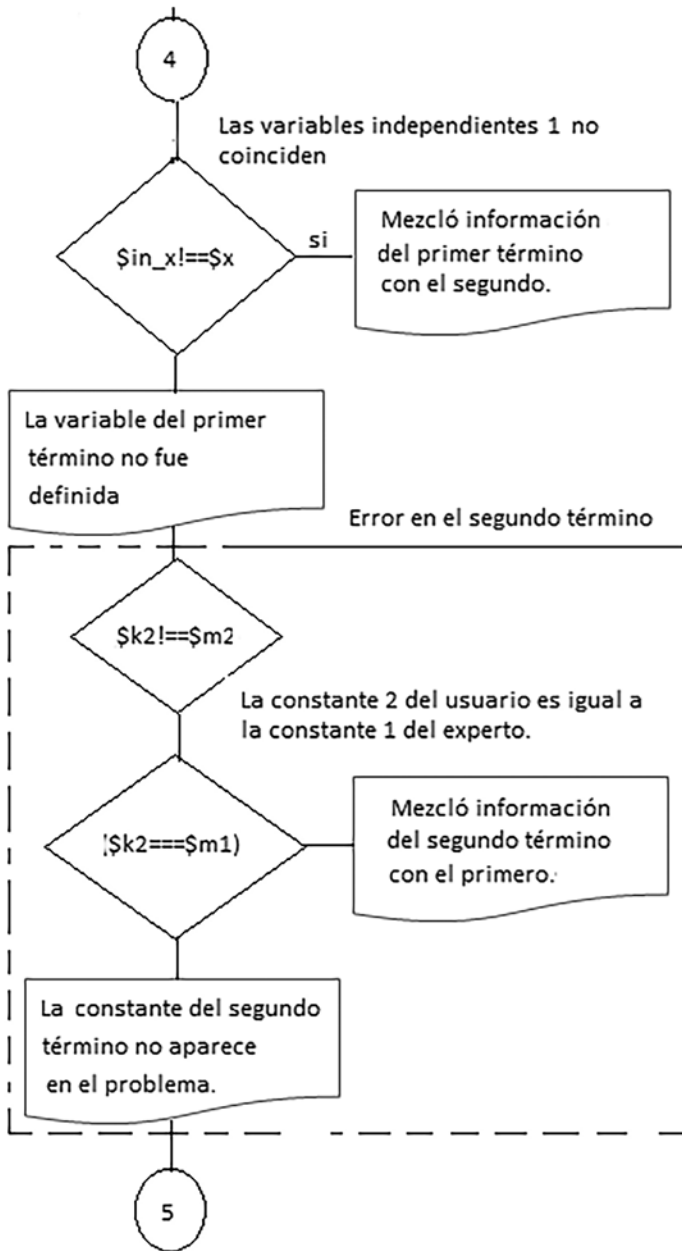 4
Las variables independientes 1 no
coinciden
$in_x!==$x
si
Mezcló información
del primer término
con el segundo.
La variable del primer
término no fue
definida
Error en el segundo término
$k2!==$m2
La constante 2 del usuario es igual a
la constante 1 del experto.
($k2===$m1)
Mezcló información
del segundo término
con el primero.
La constante del segundo
término no aparece
en el problema.
5